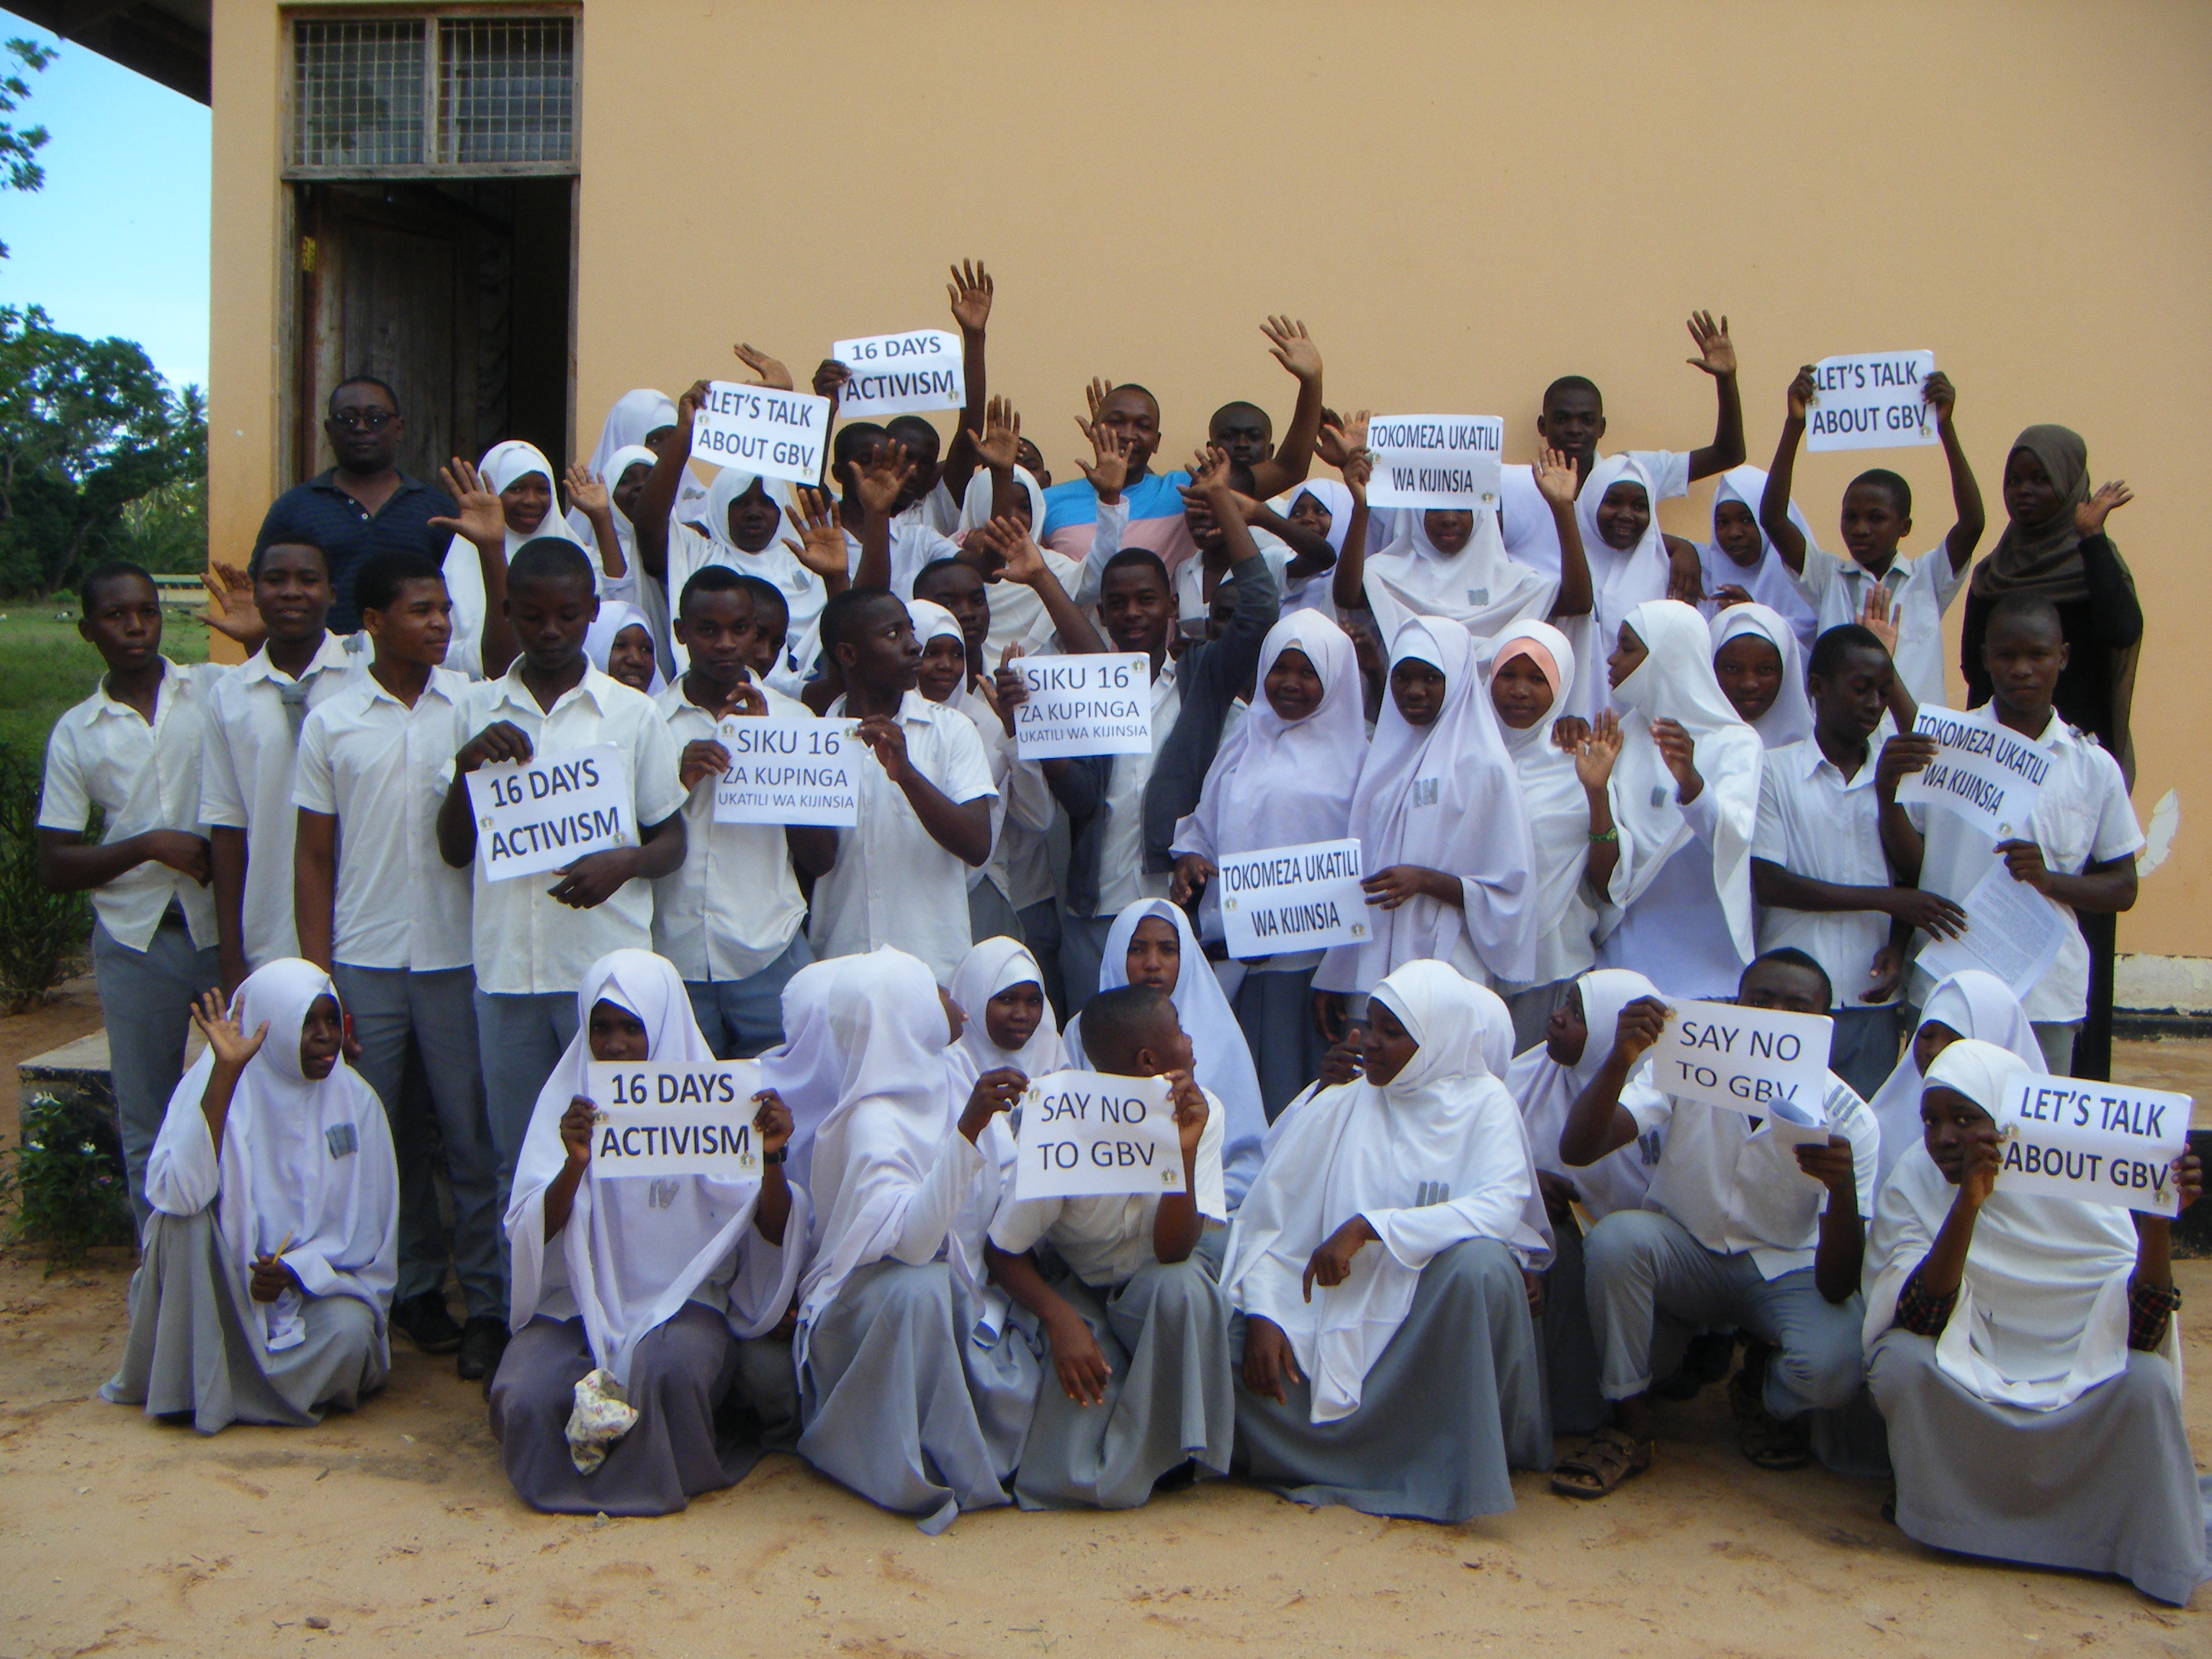 16 DAYS
ACTIVISM
LET'S TALK
ABOUT GBV
LET'S TALK
ABOUT GBV
TOKOMEZA UKATILI
WA KIJINSIA
SIKU 16
ZA KUPINGA
UKATILI WA KIJINSIA
16 DAYS
ACTIVISM
SIKU 16
ZA KUPINGA
UKATILI WA KIJINSIA
TOKOMEZA UKATILI
WA KIJINSIA
TOKOMEZA UKATILI
WA KIJINSIA
16 DAYS
ACTIVISM
SAY NO
TO GBV
SAY NO
TO GBV
LET'S TALK
ABOUT GBV